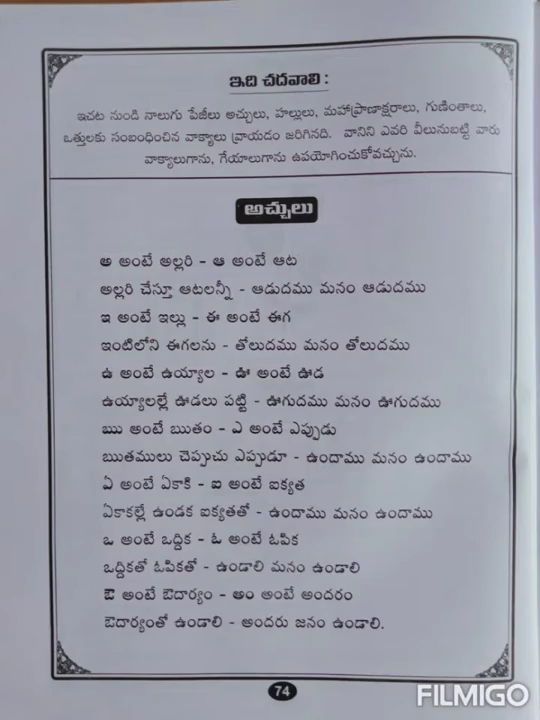 ఇది చదవాలి :
ఇచట నుండి నాలుగు పేజీలు అచ్చులు, హల్లులు, మహాప్రాణాక్షరాలు, గుణింతాలు,
ఒత్తులకు సంబంధించిన వాక్యాలు వ్రాయడం జరిగినది. వానిని ఎవరి వీలునుబట్టి వారు
వాక్యాలుగాను, గేయాలుగాను ఉపయోగించుకోవచ్చును.
అచ్చులు
అ అంటే అల్లరి - ఆ అంటే ఆట
అల్లరి చేస్తూ ఆటలన్నీ - ఆడుదము మనం ఆడుదము
ఇ అంటే ఇల్లు - ఈ అంటే ఈగ
ఇంటిలోని ఈగలను - తోలుదము మనం తోలుదము
ఉ అంటే ఉయ్యాల - ఊ అంటే ఊడ
ఉయ్యాలల్లే ఊడలు పట్టి - ఊగుదము మనం ఊగుదము
ఋ అంటే ఋతం - ఎ అంటే ఎప్పుడు
ఋతములు చెప్పుచు ఎప్పుడూ - ఉందాము మనం ఉందాము
ఏ అంటే ఏకాకి - ఐ అంటే ఐక్యత
ఏకాకల్లే ఉండక ఐక్యతతో - ఉందాము మనం ఉందాము
ఒ అంటే ఒద్దిక - ఓ అంటే ఓపిక
ఒద్దికతో ఓపికతో - ఉండాలి మనం ఉండాలి
ఔ అంటే ఔదార్యం - అం అంటే అందరం
ఔదార్యంతో ఉండాలి - అందరు జనం ఉండాలి.
74
FILMIGO